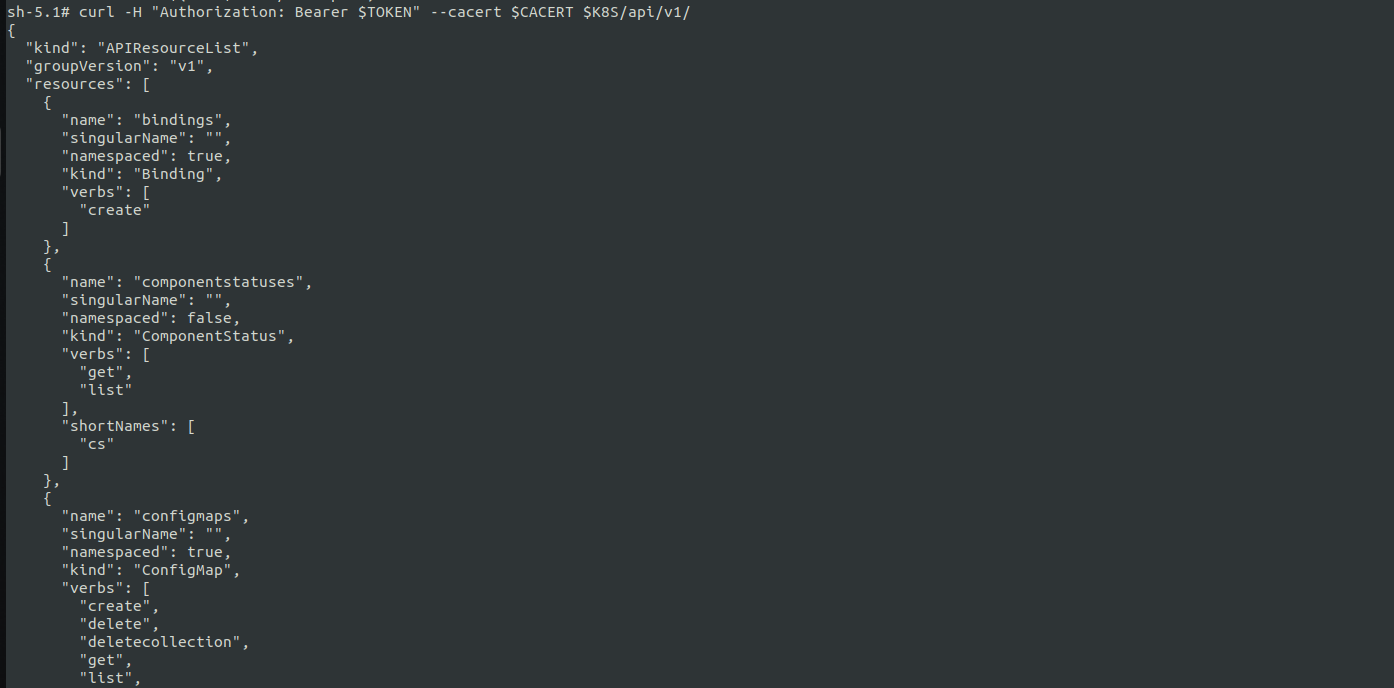 sh-5.1# curl -H "Authorization: Bearer $TOKEN" --cacert $CACERT $K8S/api/v1/
{
  "kind": "APIResourceList",
  "groupVersion": "v1",
  "resources": [
    {
      "name": "bindings",
      "singularName": "",
      "namespaced": true,
      "kind": "Binding",
      "verbs": [
        "create"
      ]
    },
    {
      "name": "componentstatuses",
      "singularName": "",
      "namespaced": false,
      "kind": "ComponentStatus",
      "verbs": [
        "get",
        "list"
      ],
      "shortNames": [
        "cs"
      ]
    },
    {
      "name": "configmaps",
      "singularName": "",
      "namespaced": true,
      "kind": "ConfigMap",
      "verbs": [
        "create",
        "delete",
        "deletecollection",
        "get",
        "list",